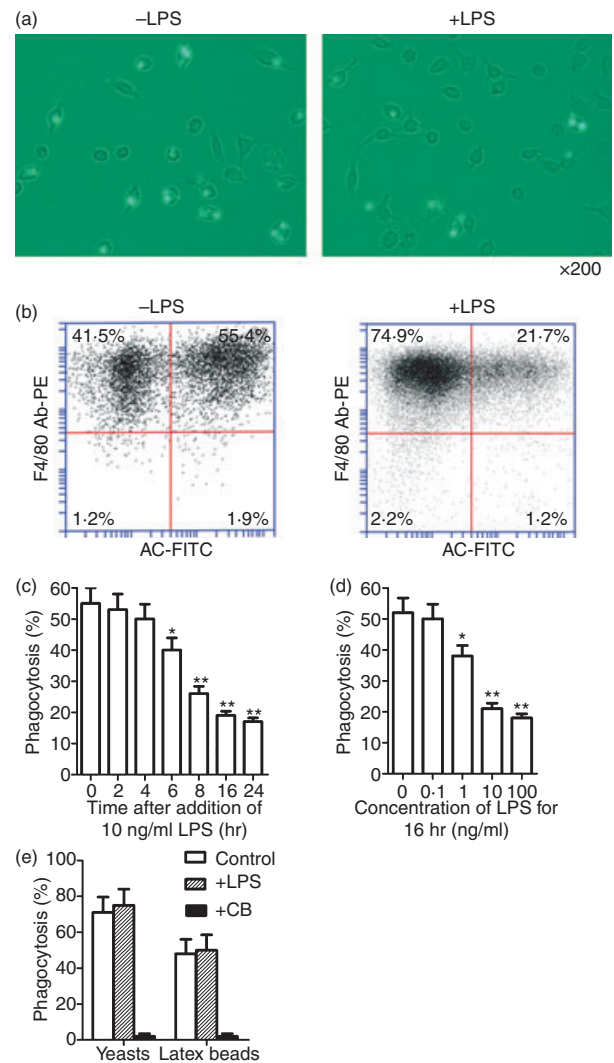 (a)
–LPS
+LPS
×200
(b)
–LPS
+LPS
41·5%
55·4%
1·2%
1·9%
F4/80 Ab-PE
AC-FITC
74·9%
21·7%
2·2%
1·2%
F4/80 Ab-PE
AC-FITC
(c)
Phagocytosis (%)
60
50
40
30
20
10
0
* ** ** **
0 2 4 6 8 16 24
Time after addition of
10 ng/ml LPS (hr)
(d)
Phagocytosis (%)
60
50
40
30
20
10
0
* ** **
0 0·1 1 10 100
Concentration of LPS for
16 hr (ng/ml)
(e)
Phagocytosis (%)
100
80
60
40
20
0
Control
+LPS
+CB
Yeasts Latex beads